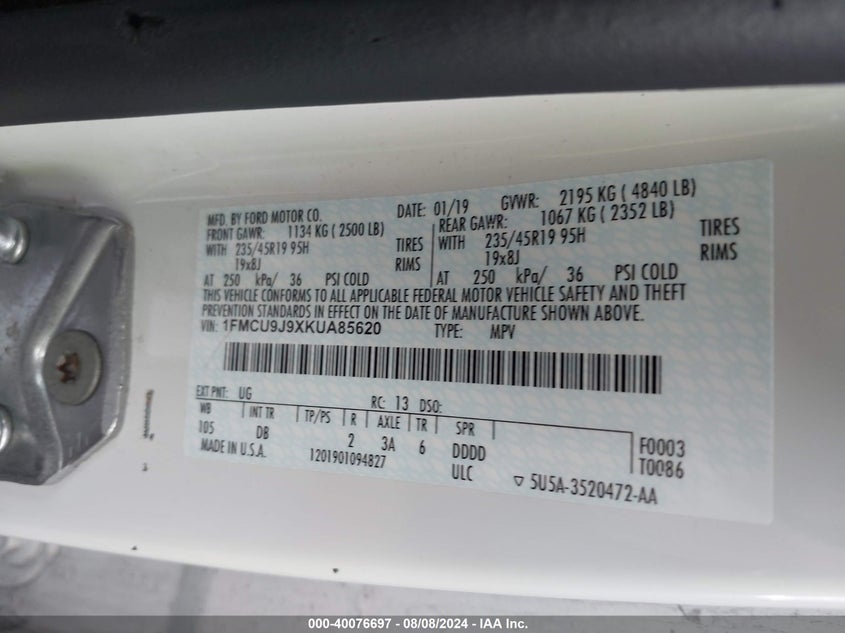 MFD. BY FORD MOTOR CO.
DATE: 01/19 GVWR: 2195 KG ( 4840 LB)
FRONT GAWR: 1134 KG ( 2500 LB) REAR GAWR: 1067 KG ( 2352 LB)
WITH 235/45R19 95H TIRES WITH 235/45R19 95H TIRES
19x8J RIMS 19x8J RIMS
AT 250 kPa/ 36 PSI COLD AT 250 kPa/ 36 PSI COLD
THIS VEHICLE CONFORMS TO ALL APPLICABLE FEDERAL MOTOR VEHICLE SAFETY AND THEFT
PREVENTION STANDARDS IN EFFECT ON THE DATE OF MANUFACTURE SHOWN ABOVE.
VIN: 1FMCU9J9XKUA85620 TYPE: MPV
EXT PNT: UG RC: 13 DSO:
WB INT TR TP/PS R AXLE TR SPR
105 DB 2 3A 6 DDDD F0003
MADE IN U.S.A. 1201901094827 ULC T0086
▽ 5U5A-3520472-AA
000-40076697 - 08/08/2024 - IAA Inc.